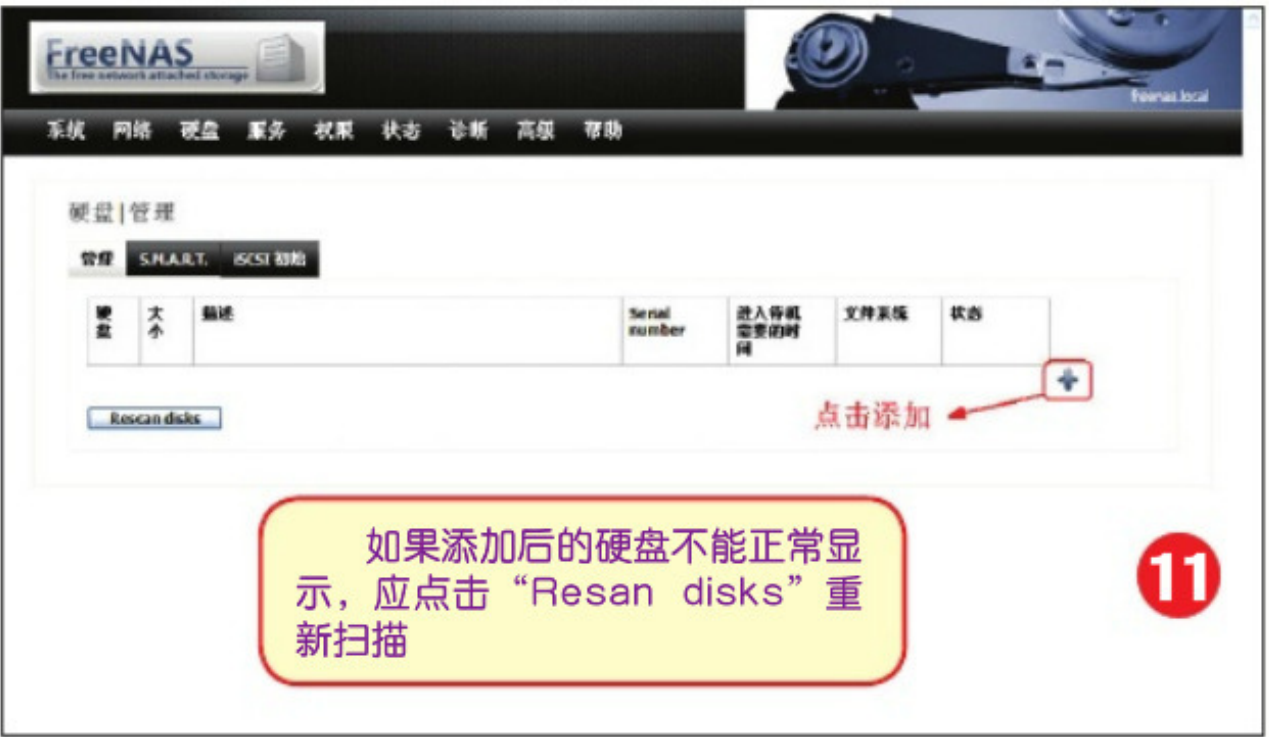 FreeNAS
The free network attached storage
freenas.local
系统 网络 硬盘 服务 权限 状态 诊断 高级 帮助
硬盘|管理
管理 S.M.A.R.T. iSCSI 初始
硬 大 描述 Serial 进入待机 文件系统 状态
盘 小 number 需要的时
间
点击添加
Rescan disks
如果添加后的硬盘不能正常显
示，应点击“Resan disks”重
新扫描
11